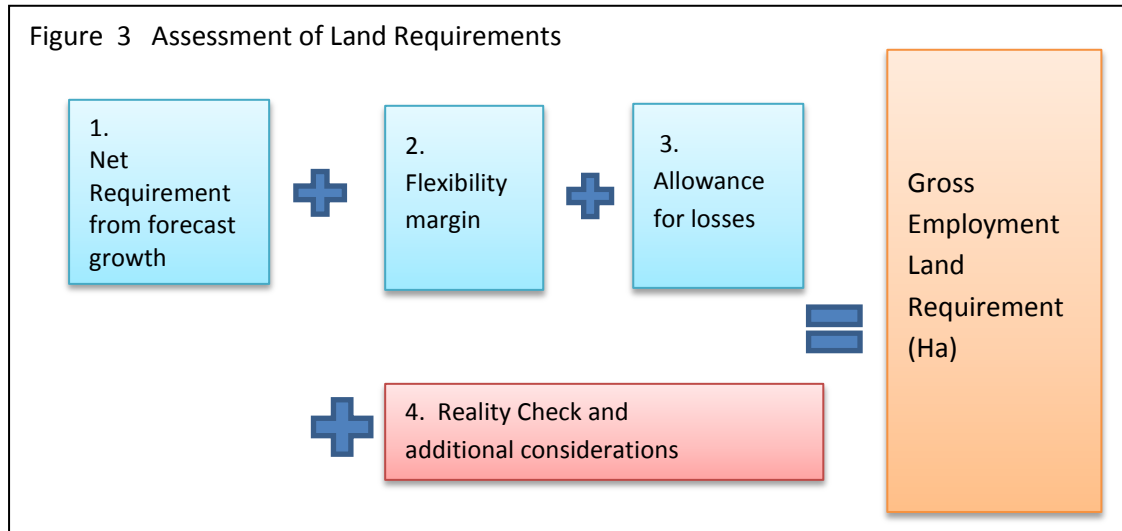 Figure 3 Assessment of Land Requirements
1.
Net
Requirement
from forecast
growth
2.
Flexibility
margin
3.
Allowance
for losses
Gross
Employment
Land
Requirement
(Ha)
4. Reality Check and
additional considerations